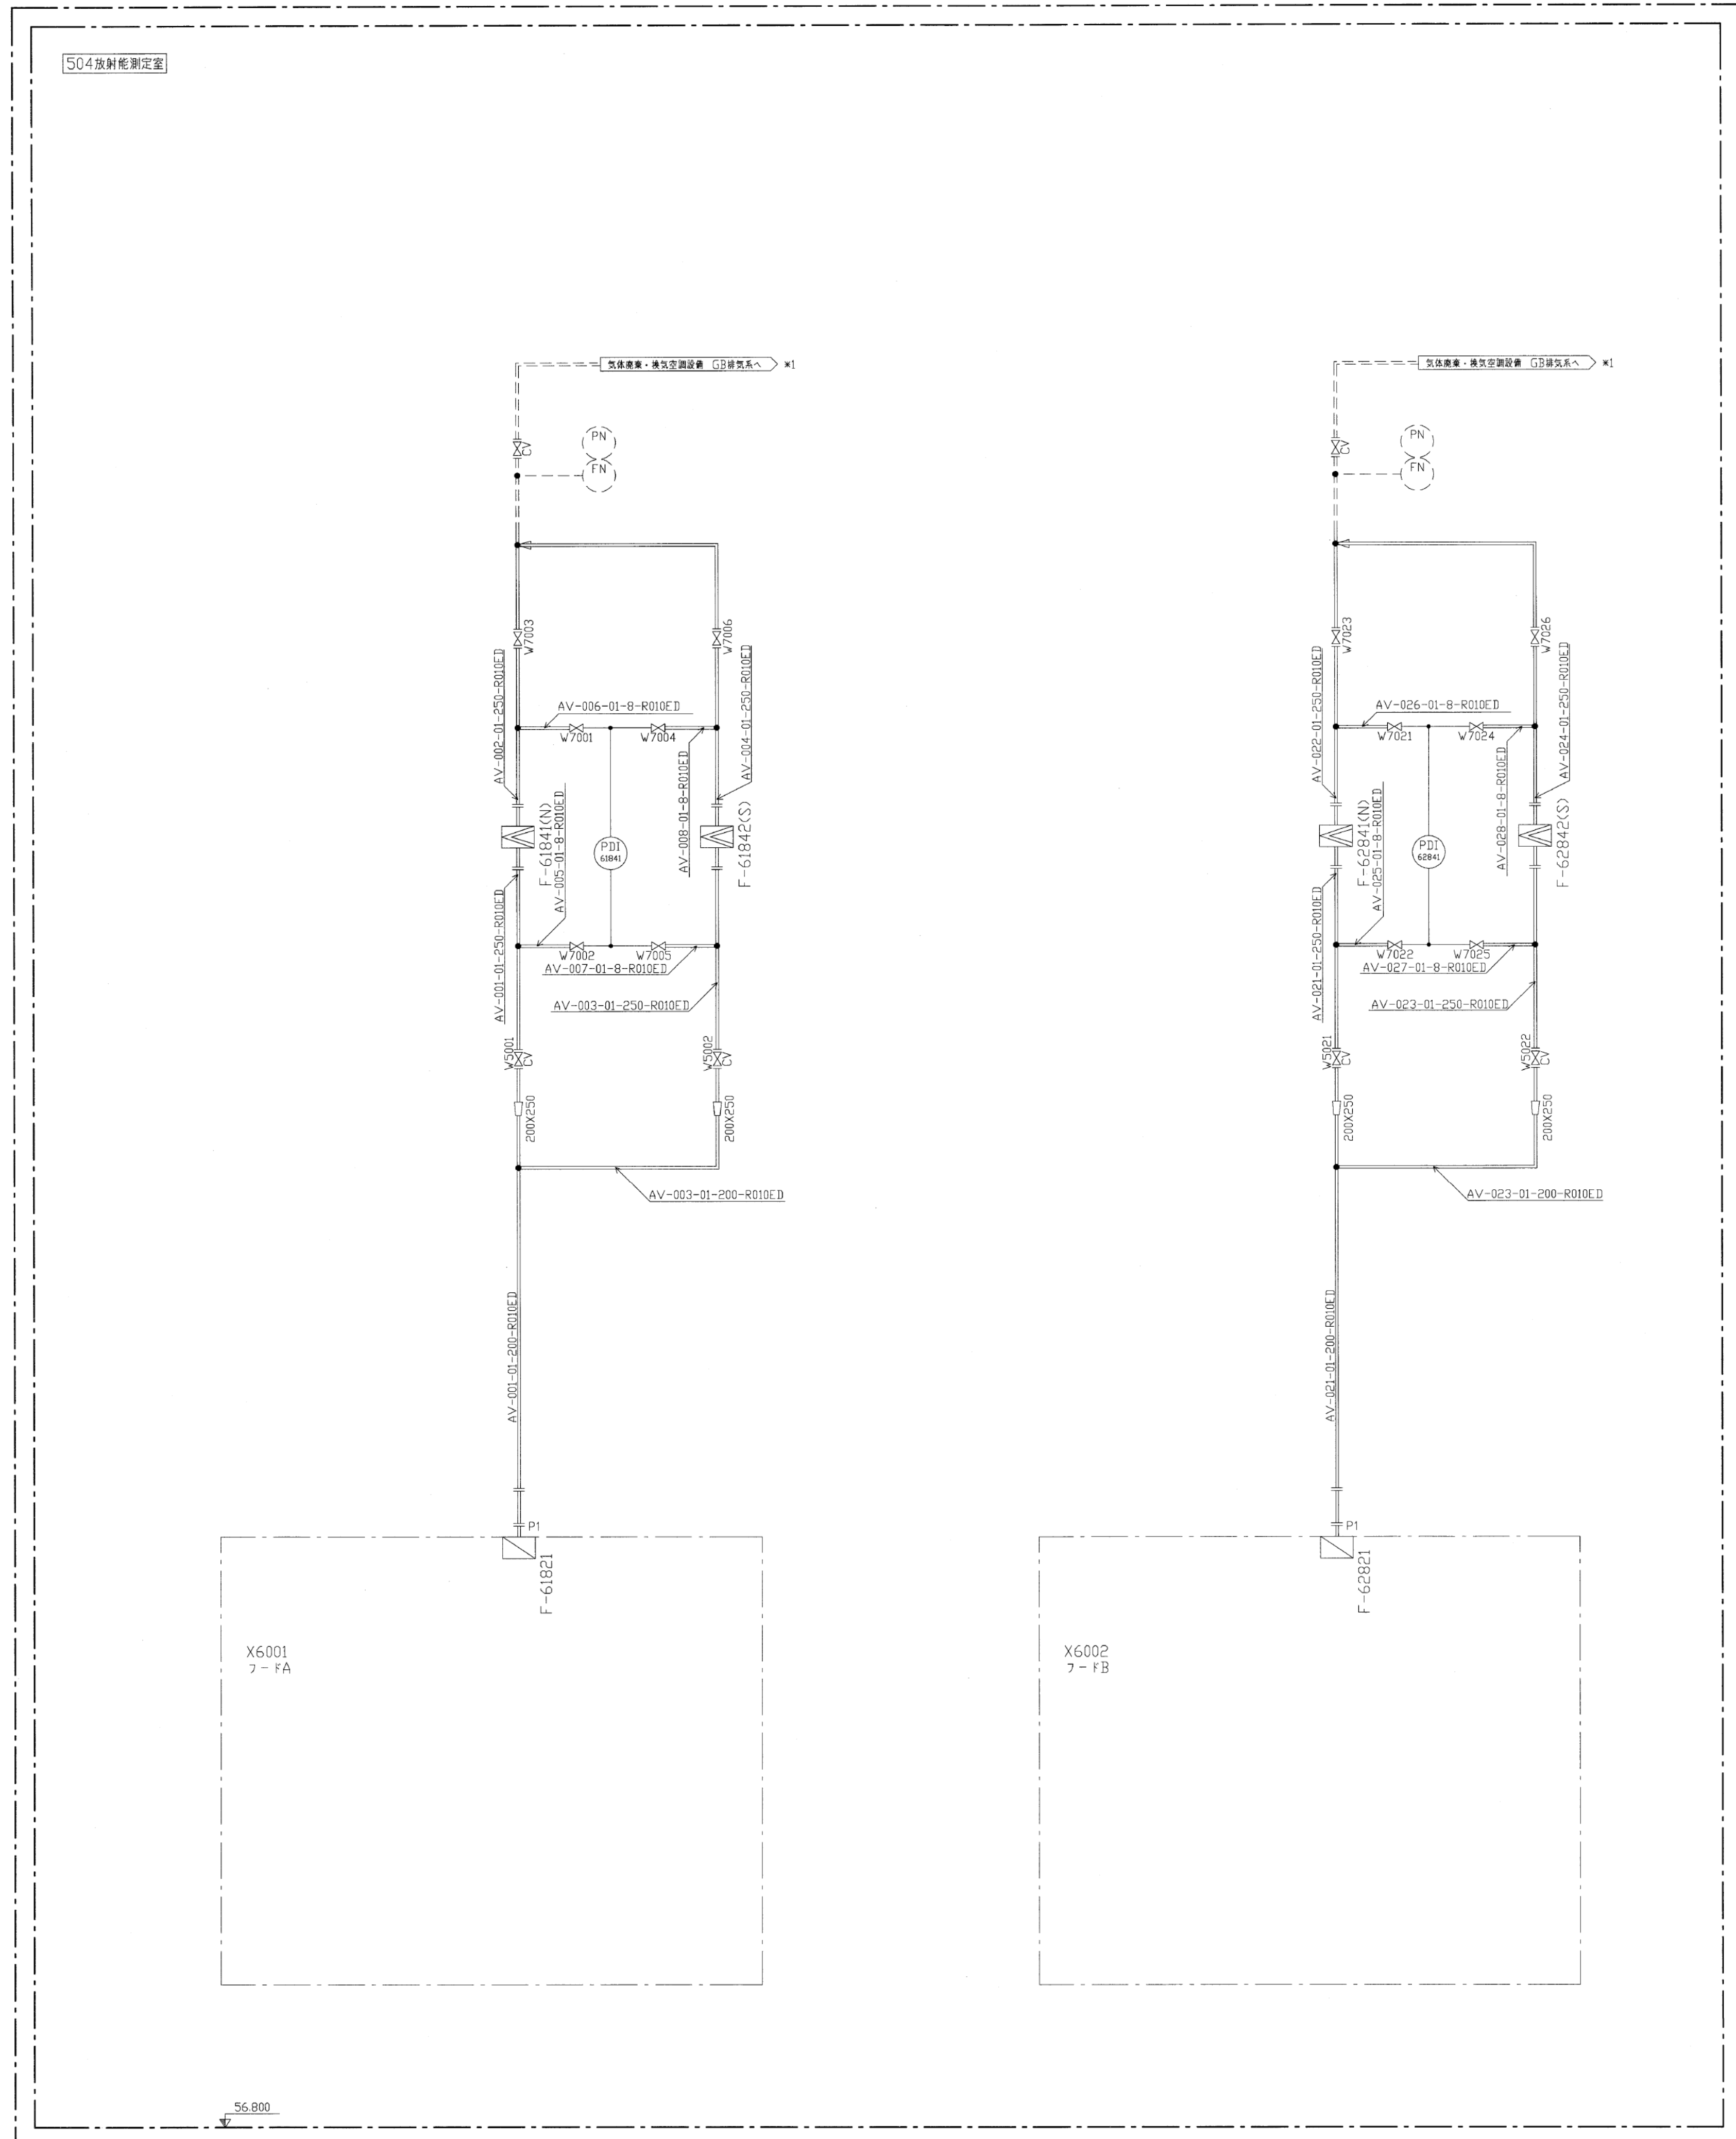 504放射能測定室
気体廃棄・換気空調設備 GB排気系へ
*1
CV
PN
FN
W7003
W7006
AV-002-01-250-R010ED
AV-004-01-250-R010ED
AV-006-01-8-R010ED
W7001
W7004
AV-008-01-8-R010ED
F-61841(N)
AV-005-01-8-R010ED
PDI
61841
F-61842(S)
AV-001-01-250-R010ED
W7002
W7005
AV-007-01-8-R010ED
AV-003-01-250-R010ED
W5001
CV
W5002
CV
200X250
200X250
AV-003-01-200-R010ED
AV-001-01-200-R010ED
P1
F-61821
X6001
フードA
気体廃棄・換気空調設備 GB排気系へ
*1
CV
PN
FN
W7023
W7026
AV-022-01-250-R010ED
AV-024-01-250-R010ED
AV-026-01-8-R010ED
W7021
W7024
AV-028-01-8-R010ED
F-62841(N)
AV-025-01-8-R010ED
PDI
62841
F-62842(S)
AV-021-01-250-R010ED
W7022
W7025
AV-027-01-8-R010ED
AV-023-01-250-R010ED
W5021
CV
W5022
CV
200X250
200X250
AV-023-01-200-R010ED
AV-021-01-200-R010ED
P1
F-62821
X6002
フードB
56.800